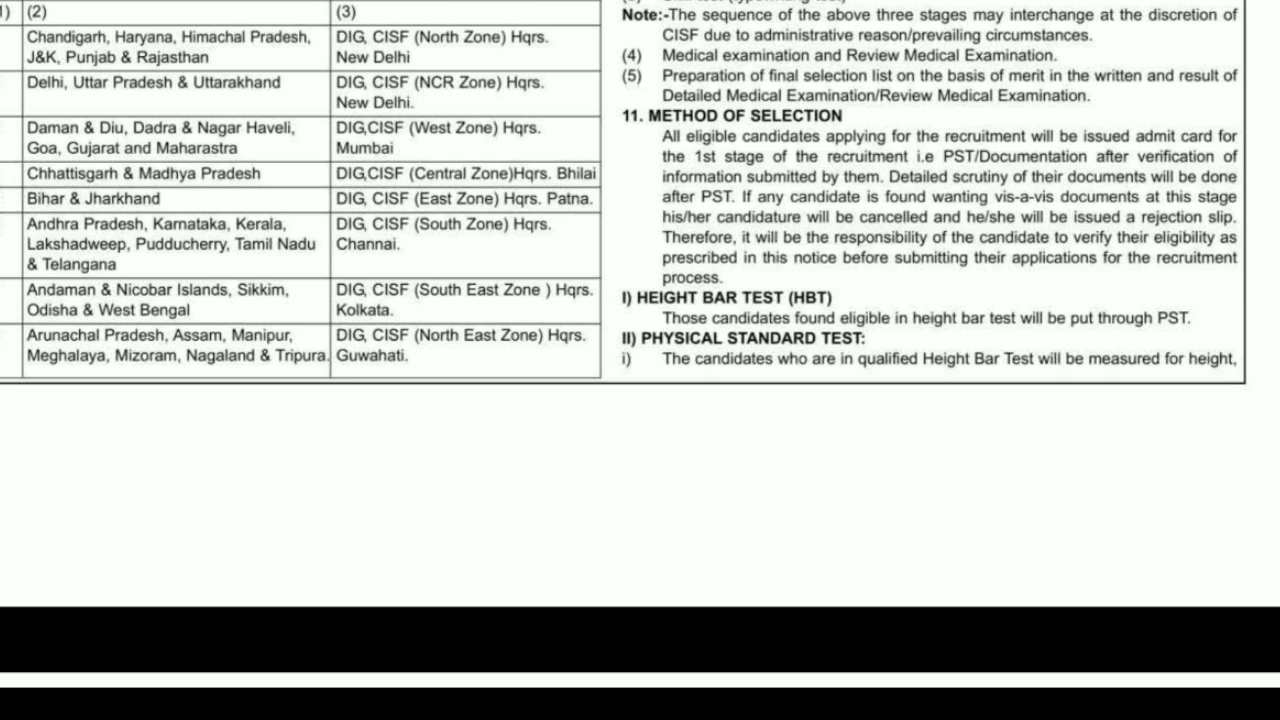 1) (2) (3)
Chandigarh, Haryana, Himachal Pradesh, DIG, CISF (North Zone) Hqrs.
J&K, Punjab & Rajasthan New Delhi
Delhi, Uttar Pradesh & Uttarakhand DIG, CISF (NCR Zone) Hqrs.
New Delhi.
Daman & Diu, Dadra & Nagar Haveli, DIG,CISF (West Zone) Hqrs.
Goa, Gujarat and Maharastra Mumbai
Chhattisgarh & Madhya Pradesh DIG,CISF (Central Zone)Hqrs. Bhilai
Bihar & Jharkhand DIG, CISF (East Zone) Hqrs. Patna.
Andhra Pradesh, Karnataka, Kerala, DIG, CISF (South Zone) Hqrs.
Lakshadweep, Pudducherry, Tamil Nadu Channai.
& Telangana
Andaman & Nicobar Islands, Sikkim, DIG, CISF (South East Zone ) Hqrs.
Odisha & West Bengal Kolkata.
Arunachal Pradesh, Assam, Manipur, DIG, CISF (North East Zone) Hqrs.
Meghalaya, Mizoram, Nagaland & Tripura. Guwahati.
Note:-The sequence of the above three stages may interchange at the discretion of
CISF due to administrative reason/prevailing circumstances.
(4) Medical examination and Review Medical Examination.
(5) Preparation of final selection list on the basis of merit in the written and result of
Detailed Medical Examination/Review Medical Examination.
11. METHOD OF SELECTION
All eligible candidates applying for the recruitment will be issued admit card for
the 1st stage of the recruitment i.e PST/Documentation after verification of
information submitted by them. Detailed scrutiny of their documents will be done
after PST. If any candidate is found wanting vis-a-vis documents at this stage
his/her candidature will be cancelled and he/she will be issued a rejection slip.
Therefore, it will be the responsibility of the candidate to verify their eligibility as
prescribed in this notice before submitting their applications for the recruitment
process.
I) HEIGHT BAR TEST (HBT)
Those candidates found eligible in height bar test will be put through PST.
II) PHYSICAL STANDARD TEST:
i) The candidates who are in qualified Height Bar Test will be measured for height,